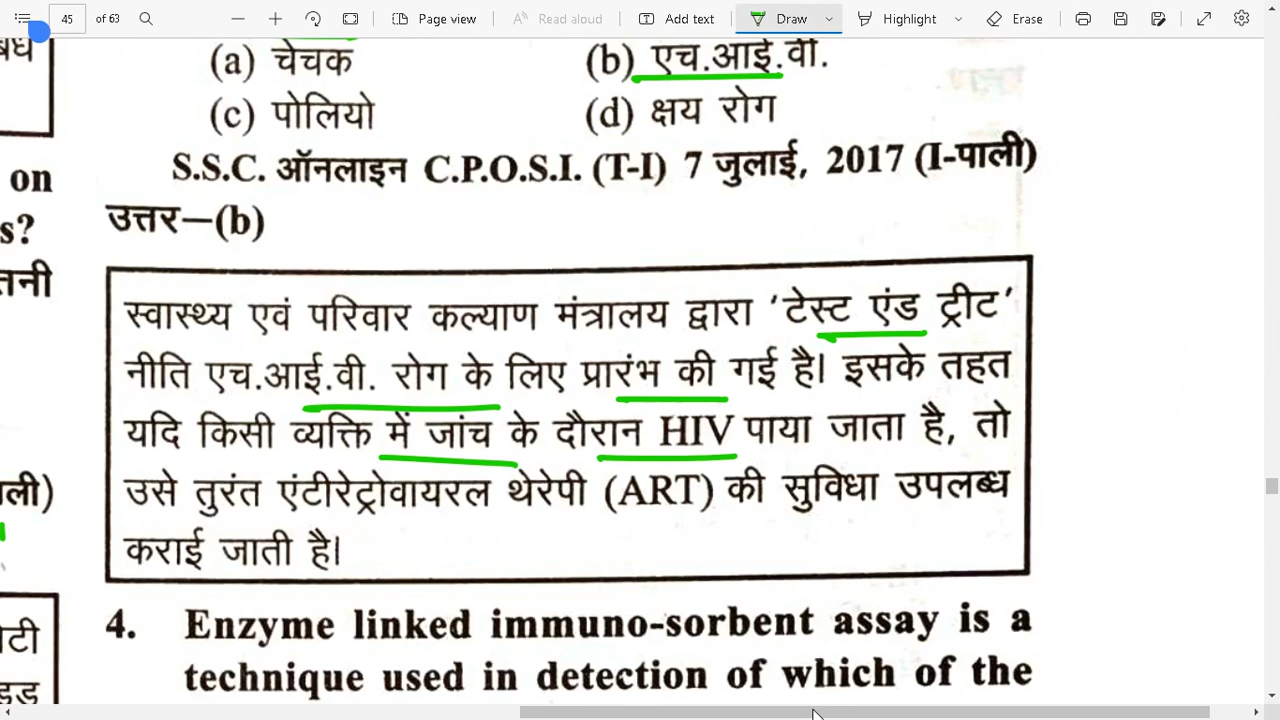 45 of 63 Page view Read aloud Add text Draw Highlight Erase
(a) चेचक (b) एच.आई.वी.
(c) पोलियो (d) क्षय रोग
S.S.C. ऑनलाइन C.P.O.S.I. (T-I) 7 जुलाई, 2017 (I-पाली)
on
उत्तर–(b)
s?
तनी
स्वास्थ्य एवं परिवार कल्याण मंत्रालय द्वारा 'टेस्ट एंड ट्रीट'
नीति एच.आई.वी. रोग के लिए प्रारंभ की गई है। इसके तहत
यदि किसी व्यक्ति में जांच के दौरान HIV पाया जाता है, तो
उसे तुरंत एंटीरेट्रोवायरल थेरेपी (ART) की सुविधा उपलब्ध
कराई जाती है।
4. Enzyme linked immuno-sorbent assay is a
technique used in detection of which of the